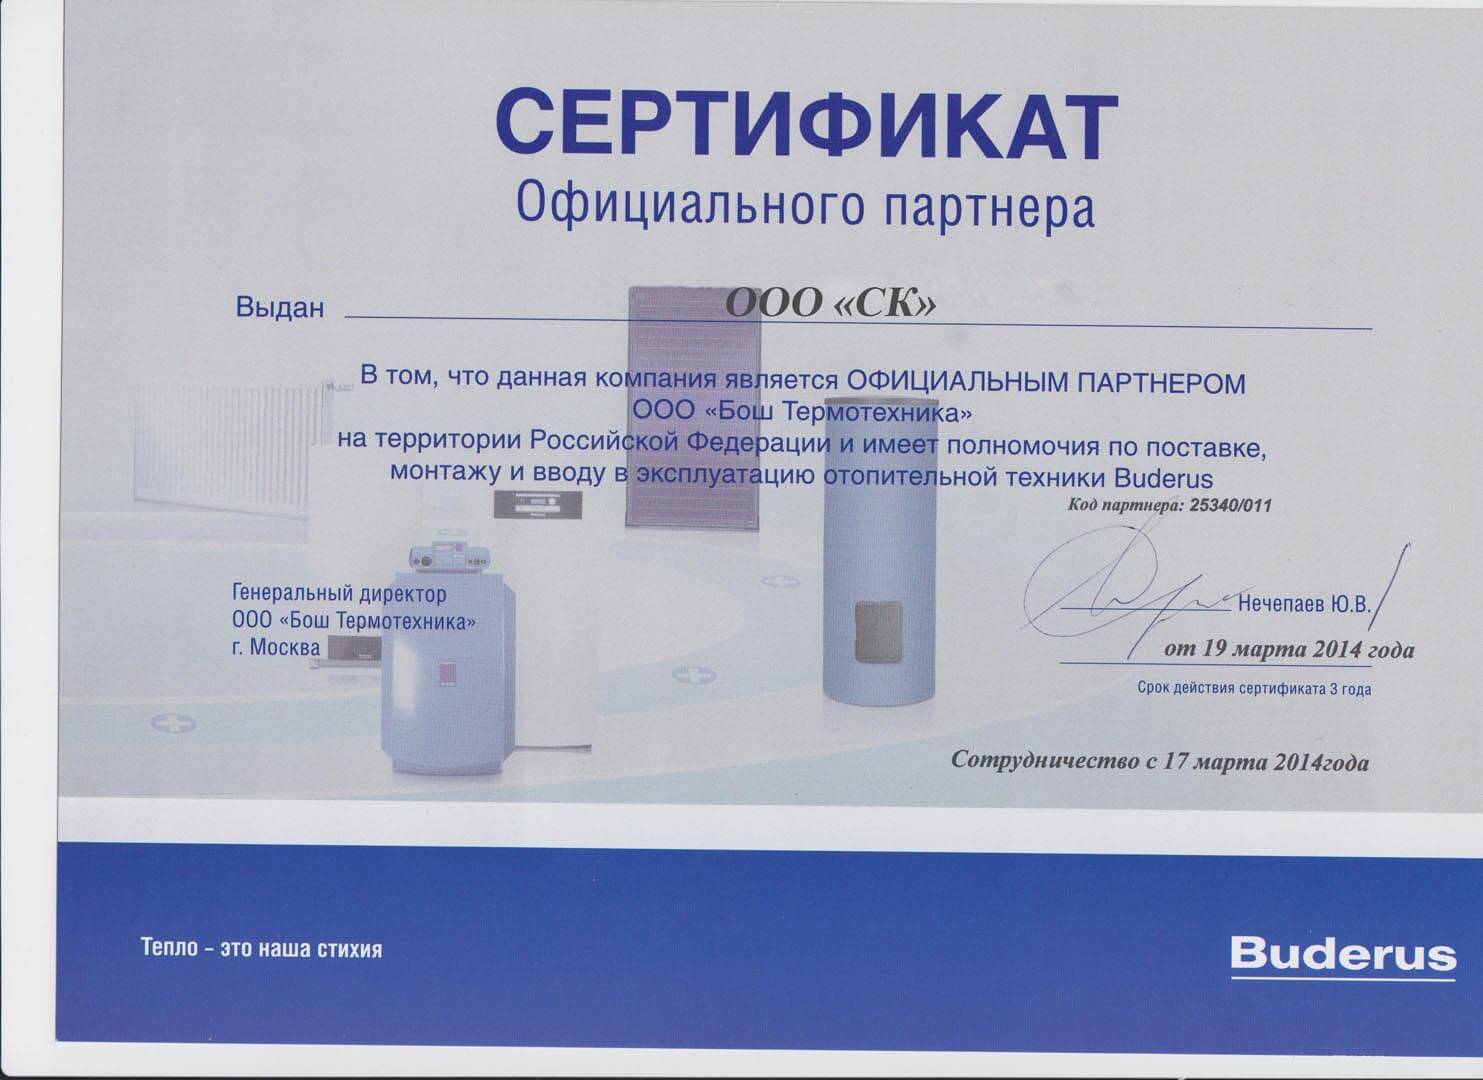 СЕРТИФИКАТ
Официального партнера
Выдан ООО «СК»
В том, что данная компания является ОФИЦИАЛЬНЫМ ПАРТНЕРОМ
ООО «Бош Термотехника»
на территории Российской Федерации и имеет полномочия по поставке,
монтажу и вводу в эксплуатацию отопительной техники Buderus
Код партнера: 25340/011
Генеральный директор
ООО «Бош Термотехника»
г. Москва
Нечепаев Ю.В.
от 19 марта 2014 года
Срок действия сертификата 3 года
Сотрудничество с 17 марта 2014года
Тепло - это наша стихия
Buderus